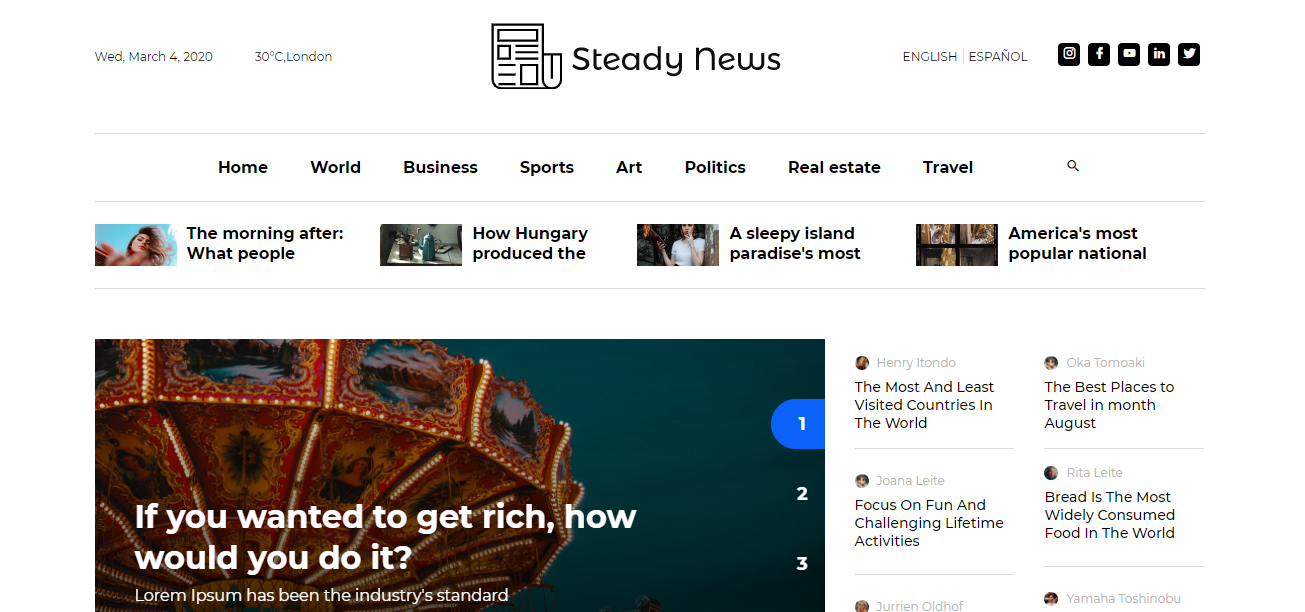 Wed, March 4, 2020
30°C,London
Steady News
ENGLISH
ESPAÑOL
Home
World
Business
Sports
Art
Politics
Real estate
Travel
The morning after:
What people
How Hungary
produced the
A sleepy island
paradise's most
America's most
popular national
If you wanted to get rich, how
would you do it?
Lorem Ipsum has been the industry's standard
1
2
3
Henry Itondo
The Most And Least
Visited Countries In
The World
Joana Leite
Focus On Fun And
Challenging Lifetime
Activities
Jurrien Oldhof
Oka Tomoaki
The Best Places to
Travel in month
August
Rita Leite
Bread Is The Most
Widely Consumed
Food In The World
Yamaha Toshinobu